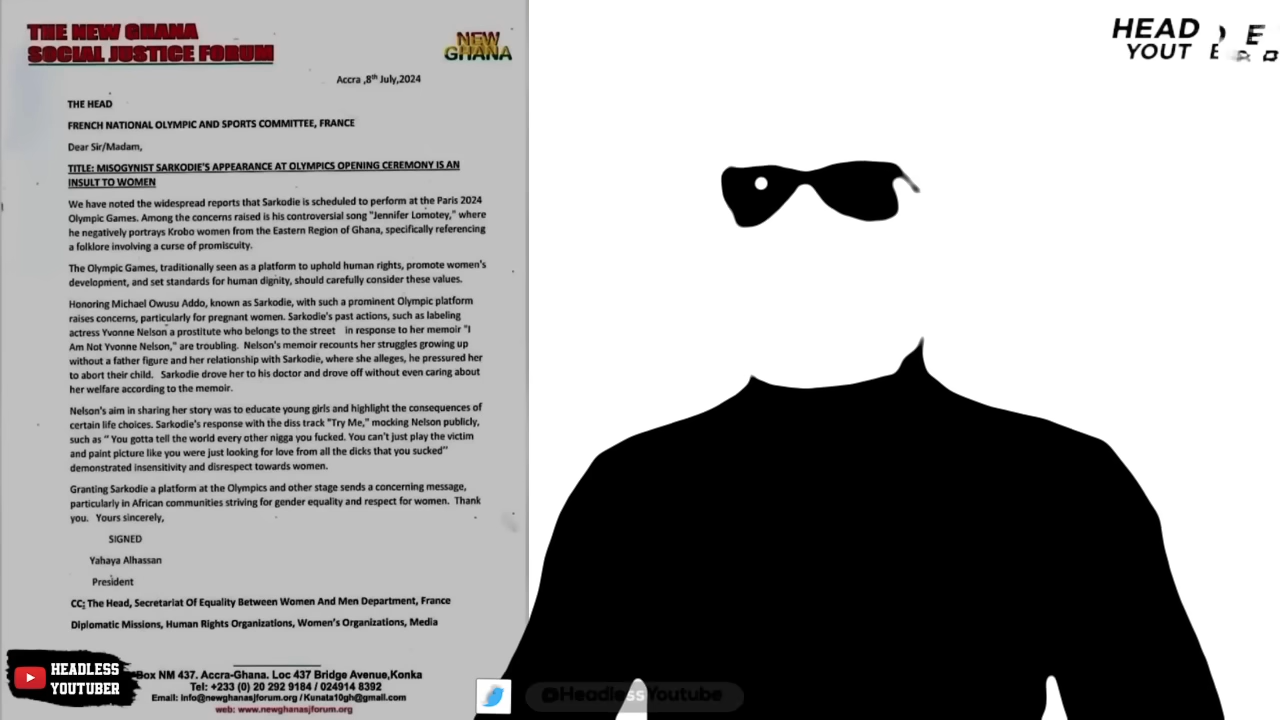 THE NEW GHANA
SOCIAL JUSTICE FORUM
NEW
GHANA
Accra ,8th July,2024
THE HEAD
FRENCH NATIONAL OLYMPIC AND SPORTS COMMITTEE, FRANCE
Dear Sir/Madam,
TITLE: MISOGYNIST SARKODIE'S APPEARANCE AT OLYMPICS OPENING CEREMONY IS AN
INSULT TO WOMEN
We have noted the widespread reports that Sarkodie is scheduled to perform at the Paris 2024
Olympic Games. Among the concerns raised is his controversial song "Jennifer Lomotey," where
he negatively portrays Krobo women from the Eastern Region of Ghana, specifically referencing
a folklore involving a curse of promiscuity.
The Olympic Games, traditionally seen as a platform to uphold human rights, promote women's
development, and set standards for human dignity, should carefully consider these values.
Honoring Michael Owusu Addo, known as Sarkodie, with such a prominent Olympic platform
raises concerns, particularly for pregnant women. Sarkodie's past actions, such as labeling
actress Yvonne Nelson a prostitute who belongs to the street in response to her memoir "I
Am Not Yvonne Nelson," are troubling. Nelson's memoir recounts her struggles growing up
without a father figure and her relationship with Sarkodie, where she alleges, he pressured her
to abort their child. Sarkodie drove her to his doctor and drove off without even caring about
her welfare according to the memoir.
Nelson's aim in sharing her story was to educate young girls and highlight the consequences of
certain life choices. Sarkodie's response with the diss track "Try Me," mocking Nelson publicly,
such as " You gotta tell the world every other nigga you fucked. You can't just play the victim
and paint picture like you were just looking for love from all the dicks that you sucked"
demonstrated insensitivity and disrespect towards women.
Granting Sarkodie a platform at the Olympics and other stage sends a concerning message,
particularly in African communities striving for gender equality and respect for women. Thank
you. Yours sincerely,
SIGNED
Yahaya Alhassan
President
CC; The Head, Secretariat Of Equality Between Women And Men Department, France
Diplomatic Missions, Human Rights Organizations, Women's Organizations, Media
Box NM 437. Accra-Ghana. Loc 437 Bridge Avenue,Konka
Tel: +233 (0) 20 292 9184 / 024914 8392
Email: info@newghanasjforum.org / Kunata10gh@gmail.com
web: www.newghanasjforum.org
HEADLESS
YOUTUBER
@HeadlessYoutube
HEAD
YOUT